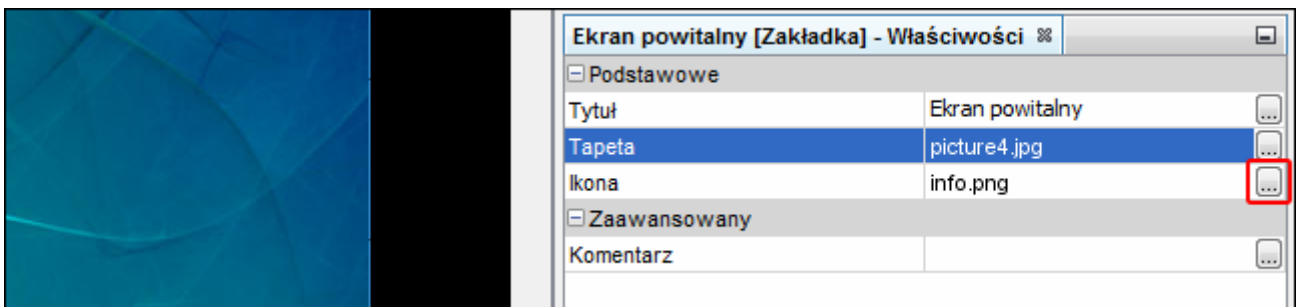 Ekran powitalny [Zakładka] - Właściwości
Podstawowe
Tytuł Ekran powitalny ...
Tapeta picture4.jpg ...
Ikona info.png ...
Zaawansowany
Komentarz ...